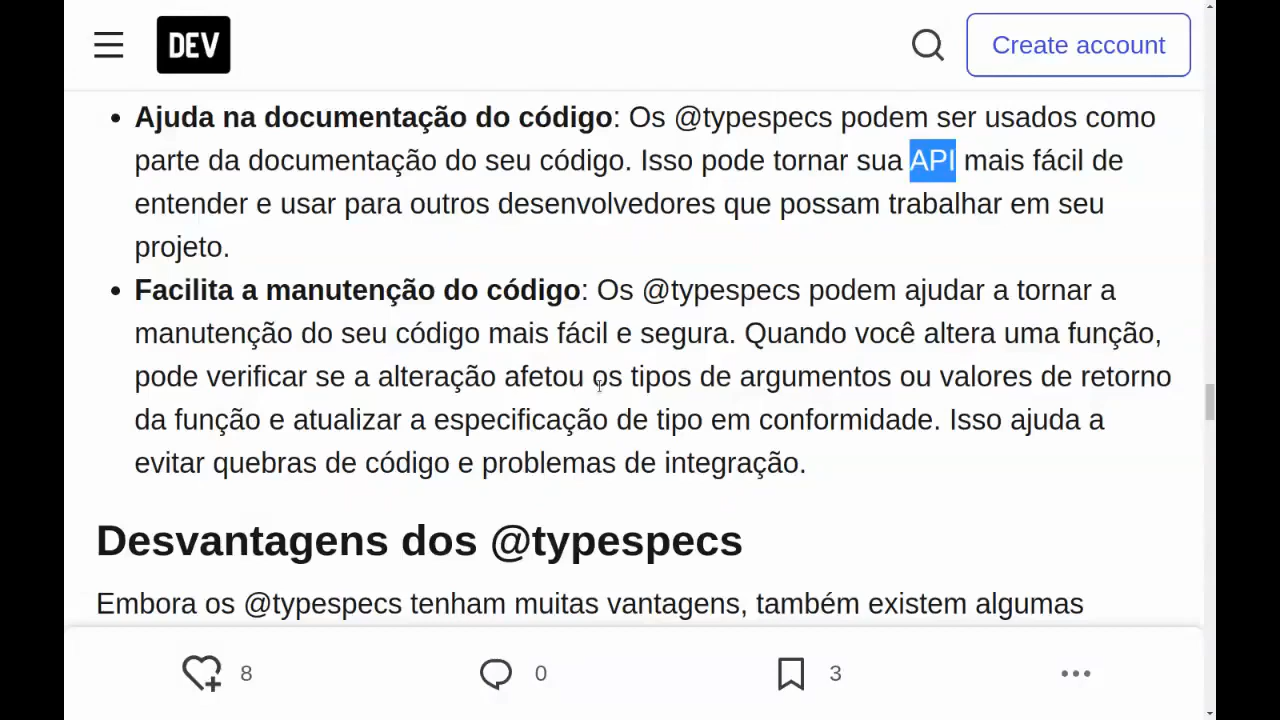 DEV
Create account
Ajuda na documentação do código: Os @typespecs podem ser usados como
parte da documentação do seu código. Isso pode tornar sua API mais fácil de
entender e usar para outros desenvolvedores que possam trabalhar em seu
projeto.
Facilita a manutenção do código: Os @typespecs podem ajudar a tornar a
manutenção do seu código mais fácil e segura. Quando você altera uma função,
pode verificar se a alteração afetou os tipos de argumentos ou valores de retorno
da função e atualizar a especificação de tipo em conformidade. Isso ajuda a
evitar quebras de código e problemas de integração.
Desvantagens dos @typespecs
Embora os @typespecs tenham muitas vantagens, também existem algumas
8
0
3